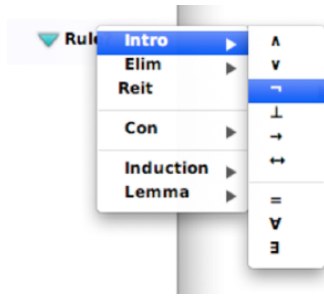 Rul
Intro
Elim
Reit
Con
Induction
Lemma
∧
∨
¬
⊥
→
↔
=
∀
∃